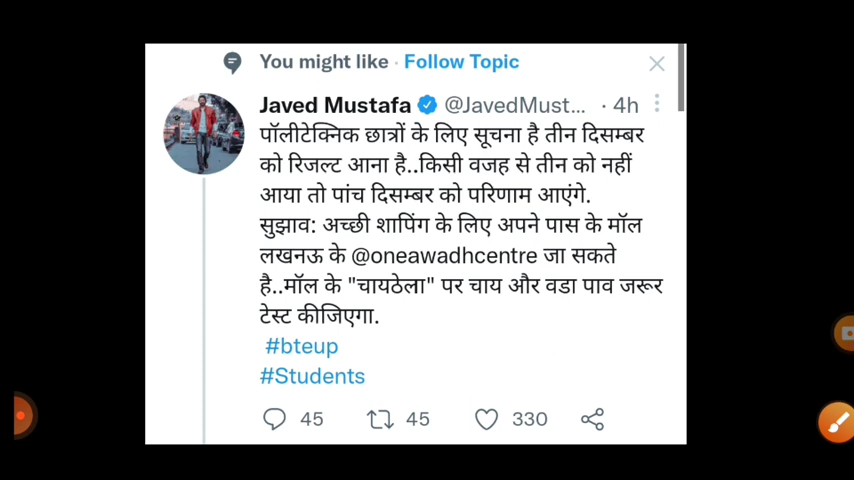 You might like · Follow Topic
Javed Mustafa @JavedMust... · 4h
पॉलीटेक्निक छात्रों के लिए सूचना है तीन दिसम्बर
को रिजल्ट आना है..किसी वजह से तीन को नहीं
आया तो पांच दिसम्बर को परिणाम आएंगे.
सुझाव: अच्छी शापिंग के लिए अपने पास के मॉल
लखनऊ के @oneawadhcentre जा सकते
है..मॉल के "चायठेला" पर चाय और वडा पाव जरूर
टेस्ट कीजिएगा.
#bteup
#Students
45 45 330